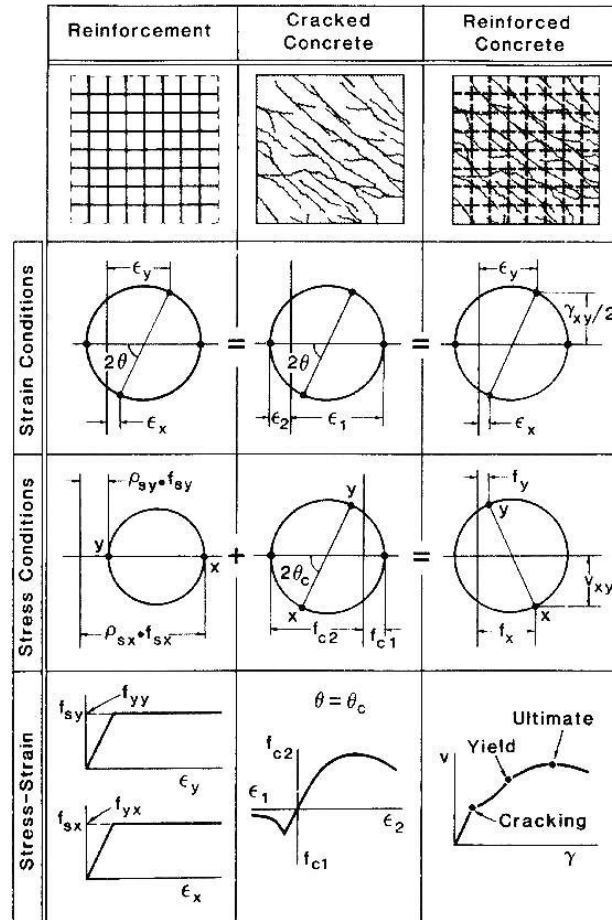 Reinforcement
Cracked
Concrete
Reinforced
Concrete
Strain Conditions
ϵy
2θ
ϵx
=
2θ
ϵ2
ϵ1
=
ϵy
γxy/2
ϵx
Stress Conditions
ρsy•fsy
y
x
ρsx•fsx
+
y
2θc
x
fc2
fc1
=
fy
y
vxy
fx
x
Stress-Strain
fsy
fyy
ϵy
fsx
fyx
ϵx
θ = θc
fc2
ϵ1
ϵ2
fc1
Ultimate
v
Yield
Cracking
γ